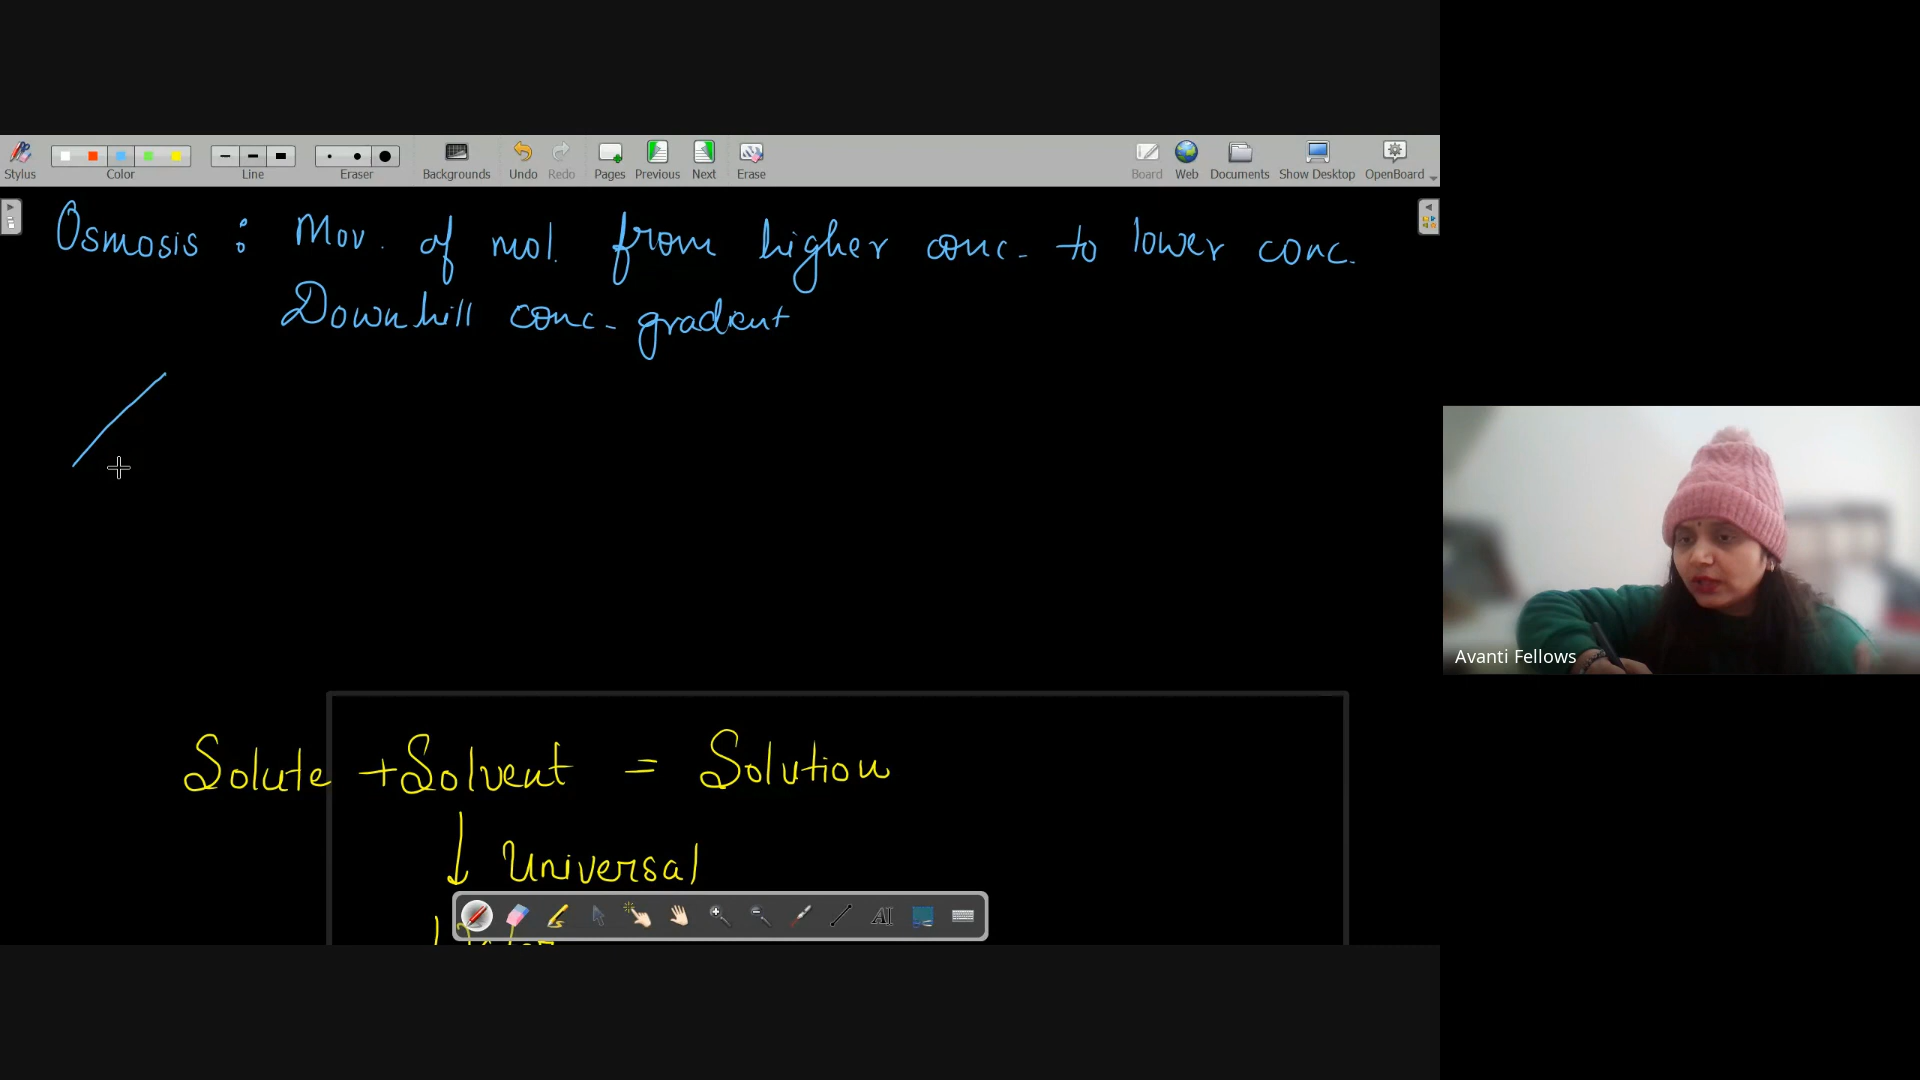 Stylus
Color
Line
Eraser
Backgrounds
Undo
Redo
Pages
Previous
Next
Erase
Board
Web
Documents
Show Desktop
OpenBoard
Osmosis : Mov. of mol. from higher conc. to lower conc.
Downhill conc. gradient
Solute + Solvent = Solution
↓ Universal
AI
Avanti Fellows